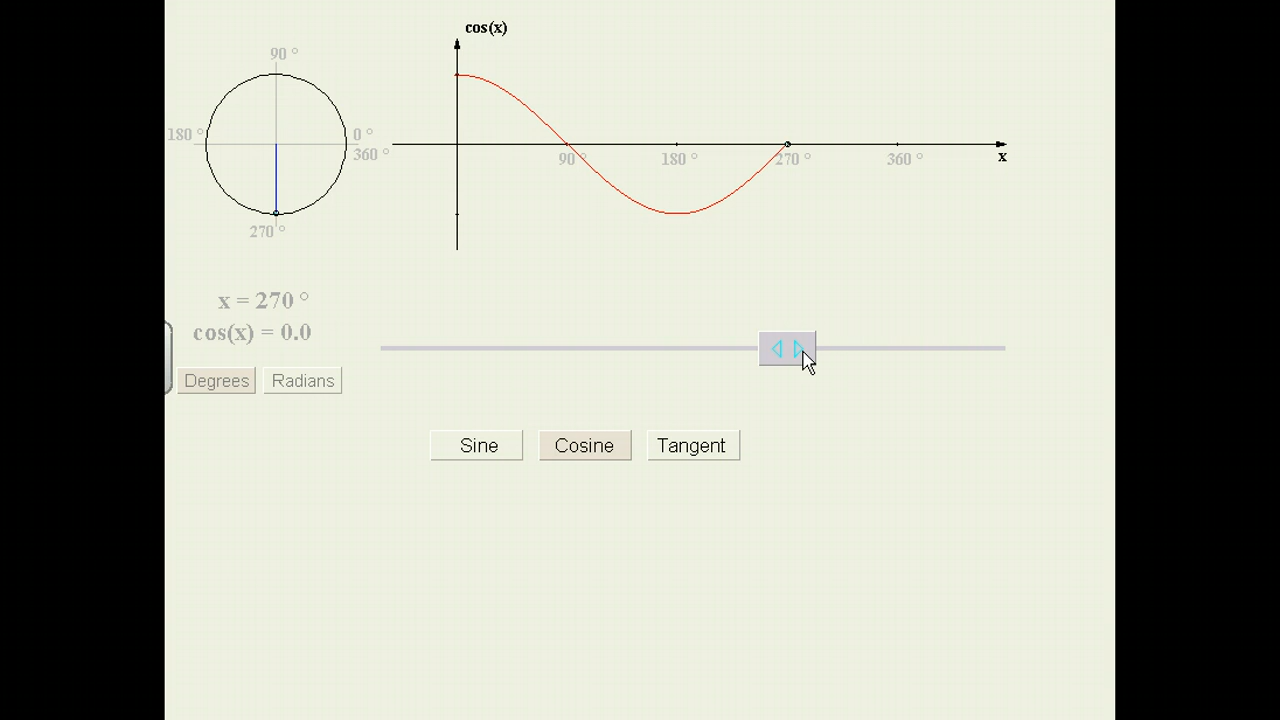 cos(x)
90 °
180 °
0 °
360 °
270 °
90 °
180 °
270 °
360 °
x
x = 270 °
cos(x) = 0.0
Degrees
Radians
Sine
Cosine
Tangent